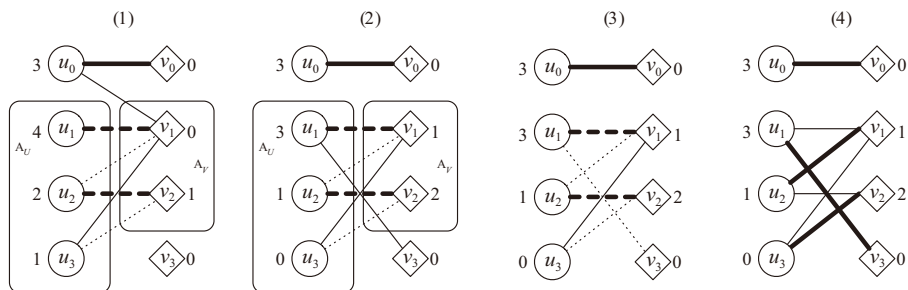 (1) (2) (3) (4)
3 u0 v0 0 3 u0 v0 0 3 u0 v0 0 3 u0 v0 0
4 u1 v1 0 3 u1 v1 1 3 u1 v1 1 3 u1 v1 1
AU AV AU AV
2 u2 v2 1 1 u2 v2 2 1 u2 v2 2 1 u2 v2 2
1 u3 v3 0 0 u3 v3 0 0 u3 v3 0 0 u3 v3 0